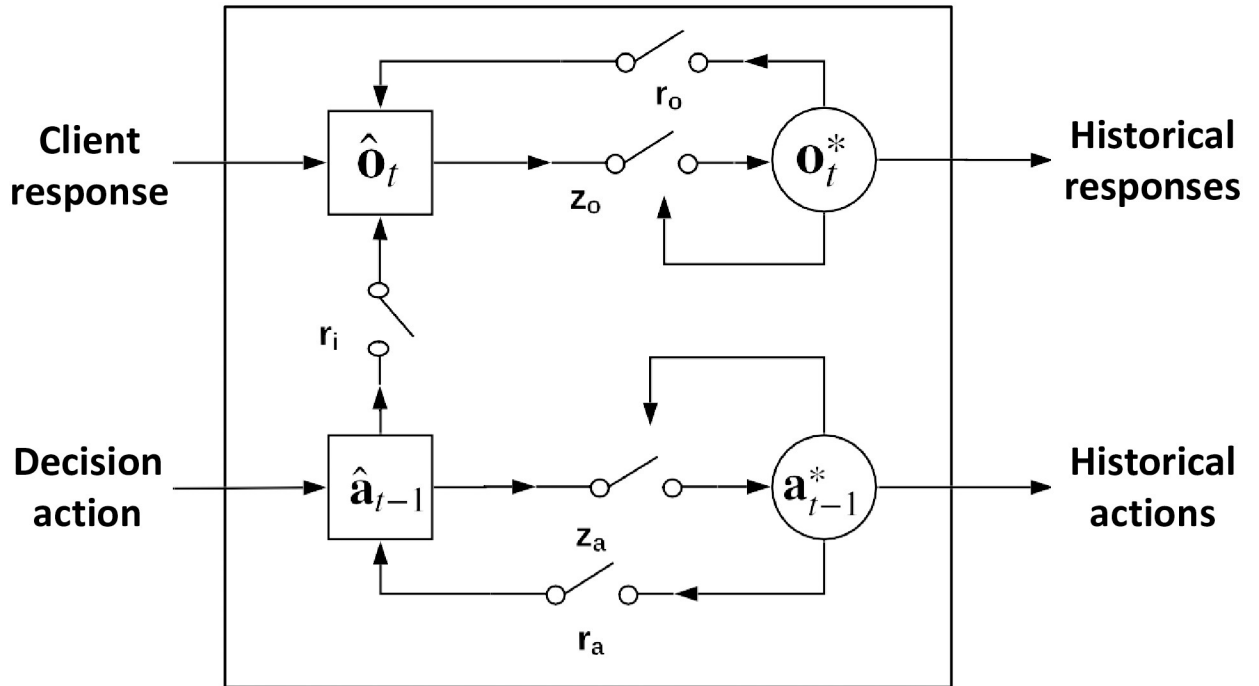 r_o
Client
response
ô_t
z_o
o*_t
Historical
responses
r_i
Decision
action
â_{t−1}
z_a
a*_{t−1}
Historical
actions
r_a